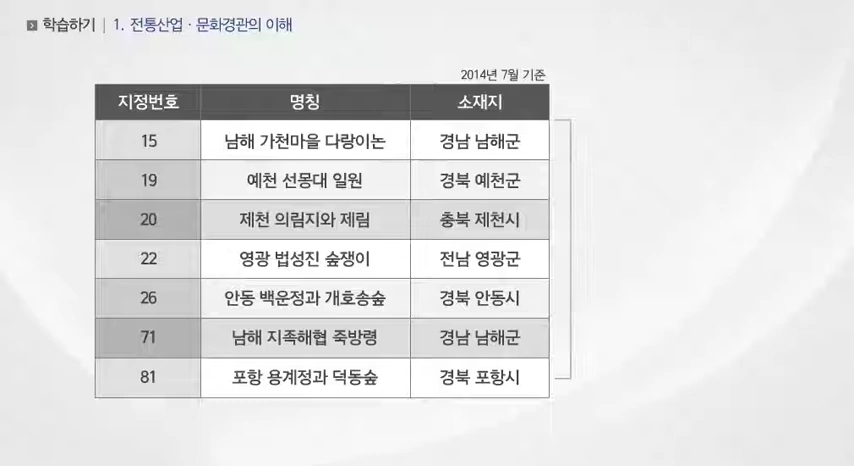 학습하기 | 1. 전통산업 · 문화경관의 이해
2014년 7월 기준
지정번호 명칭 소재지
15 남해 가천마을 다랑이논 경남 남해군
19 예천 선몽대 일원 경북 예천군
20 제천 의림지와 제림 충북 제천시
22 영광 법성진 숲쟁이 전남 영광군
26 안동 백운정과 개호송숲 경북 안동시
71 남해 지족해협 죽방령 경남 남해군
81 포항 용계정과 덕동숲 경북 포항시